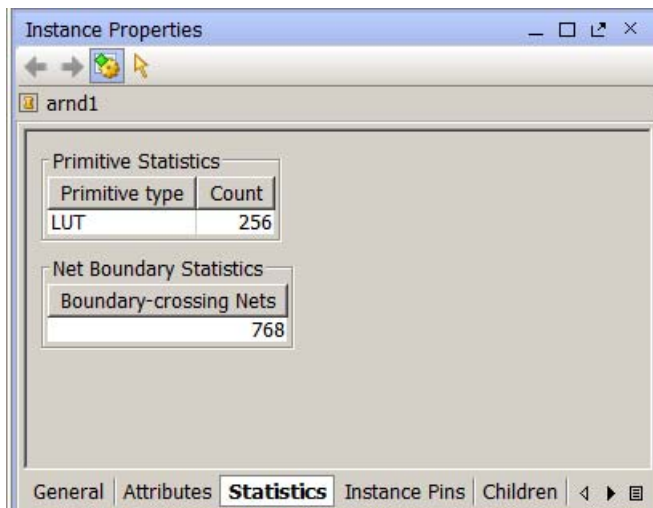 Instance Properties
arnd1
Primitive Statistics
Primitive type Count
LUT 256
Net Boundary Statistics
Boundary-crossing Nets
768
General Attributes Statistics Instance Pins Children